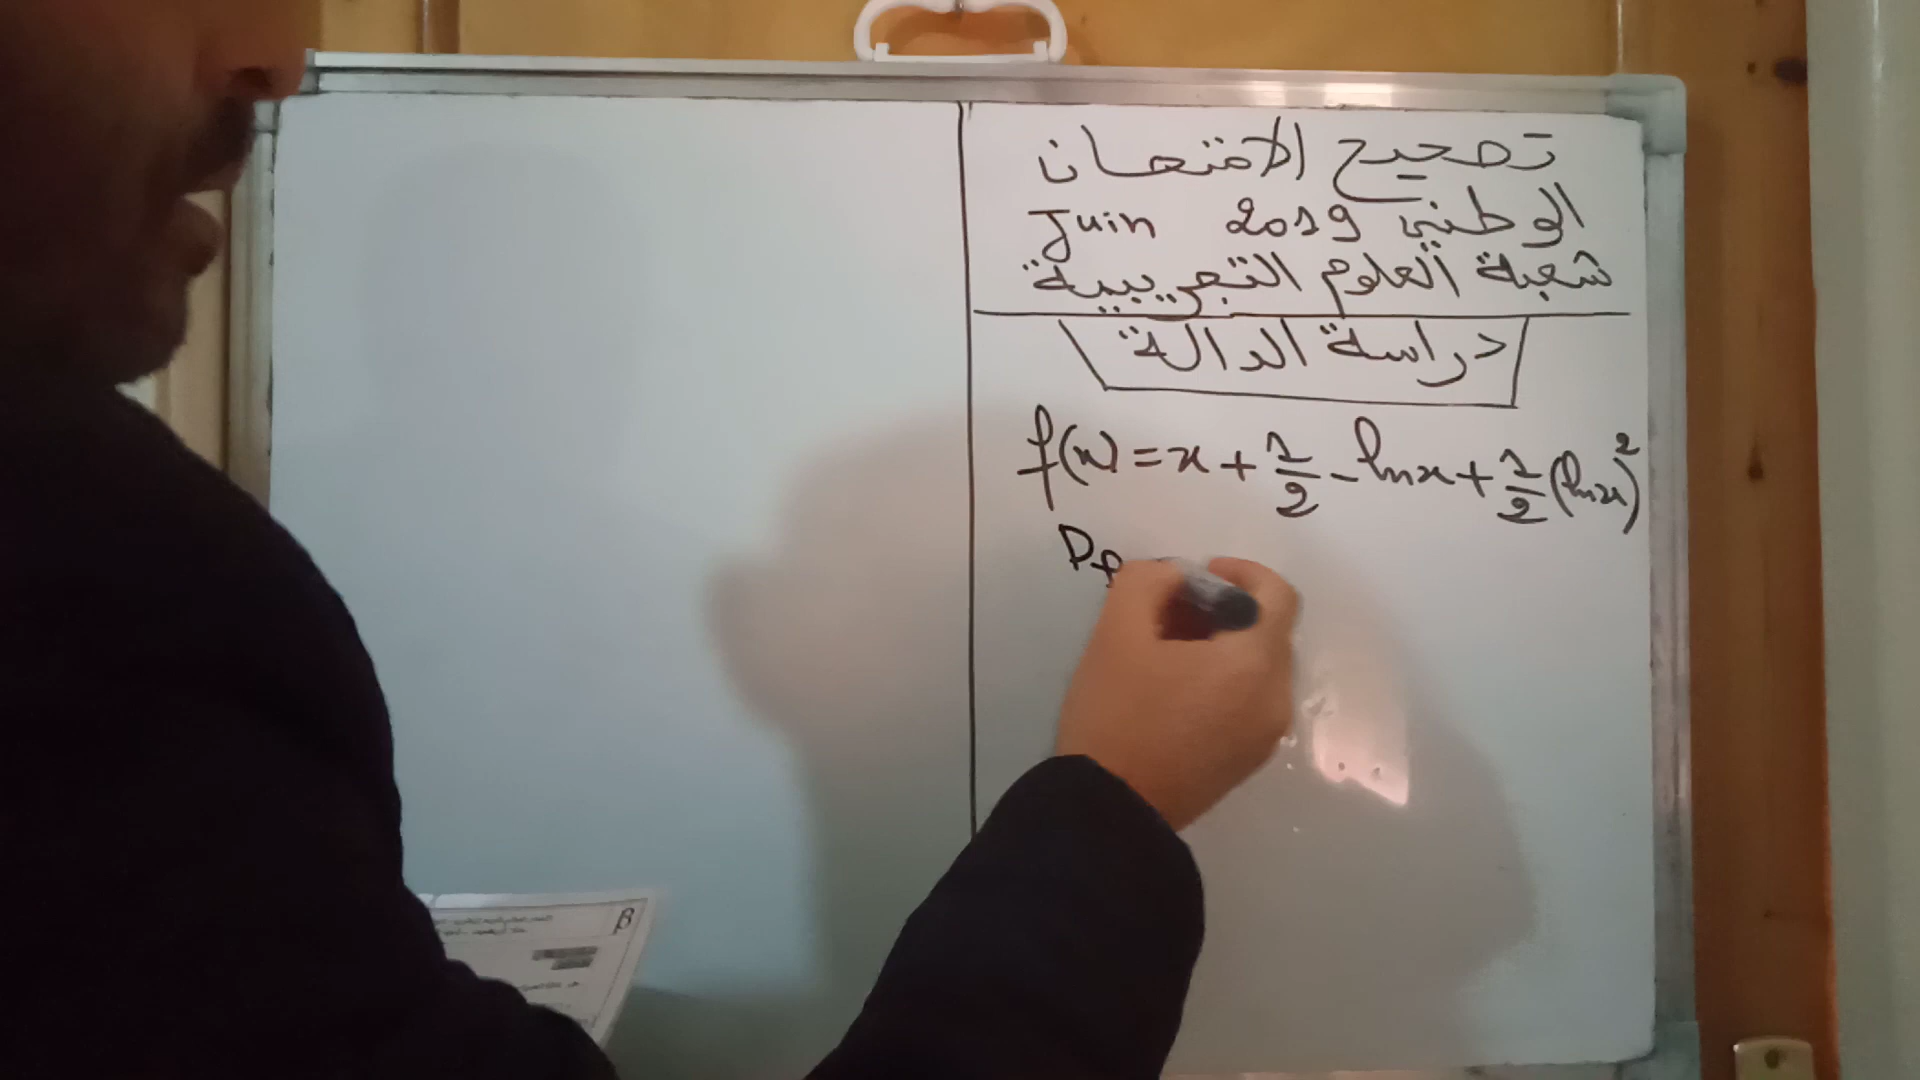 تصحيح الامتحان
الوطني 2019 Juin
شعبة العلوم التجريبية
دراسة الدالة
f(x) = x + 1/2 - lnx + 1/2 (lnx)²
Df
β